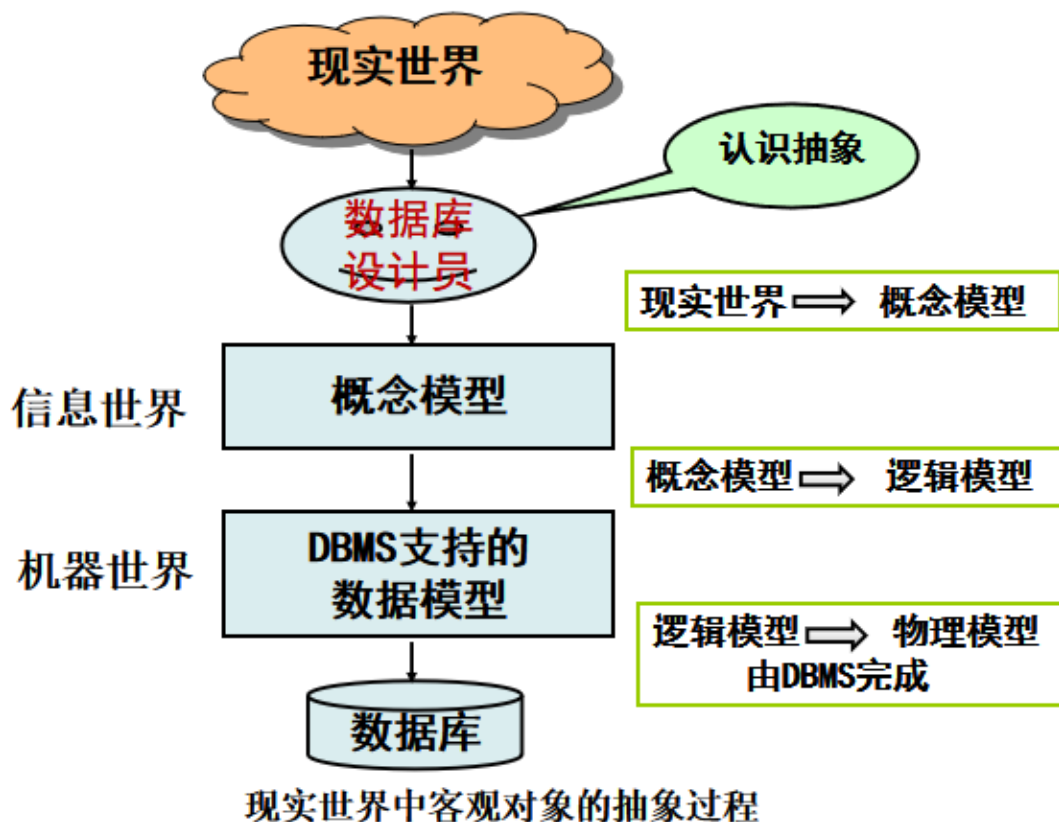 现实世界
认识抽象
数据库
设计员
现实世界 概念模型
信息世界
概念模型
概念模型 逻辑模型
机器世界
DBMS支持的
数据模型
逻辑模型 物理模型
由DBMS完成
数据库
现实世界中客观对象的抽象过程